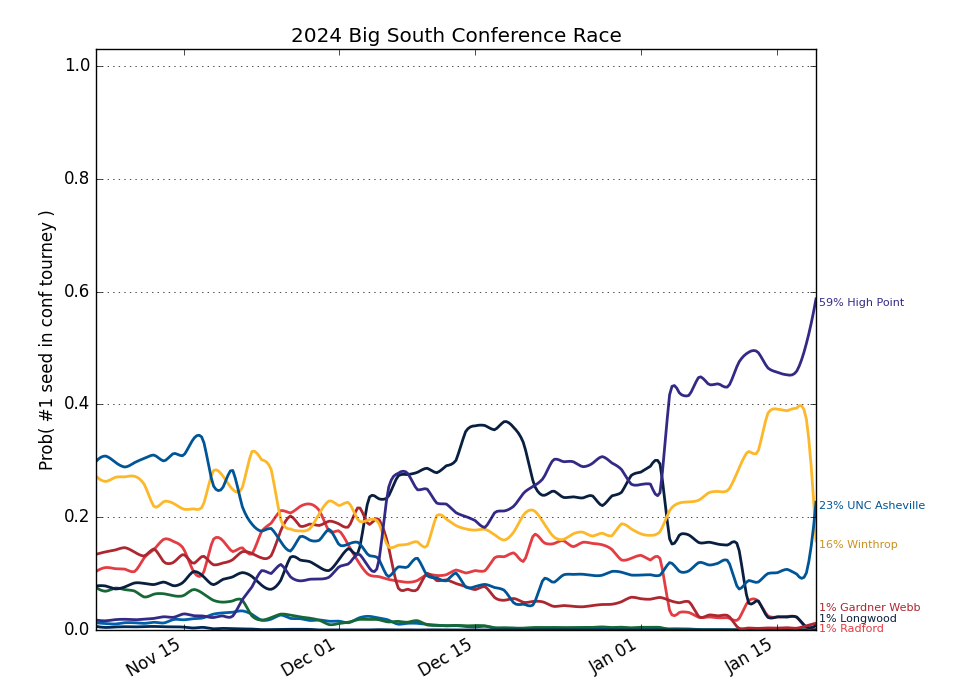 2024 Big South Conference Race
Prob( #1 seed in conf tourney )
1.0
0.8
0.6
0.4
0.2
0.0
59% High Point
23% UNC Asheville
16% Winthrop
1% Gardner Webb
1% Longwood
1% Radford
Nov 15
Dec 01
Dec 15
Jan 01
Jan 15